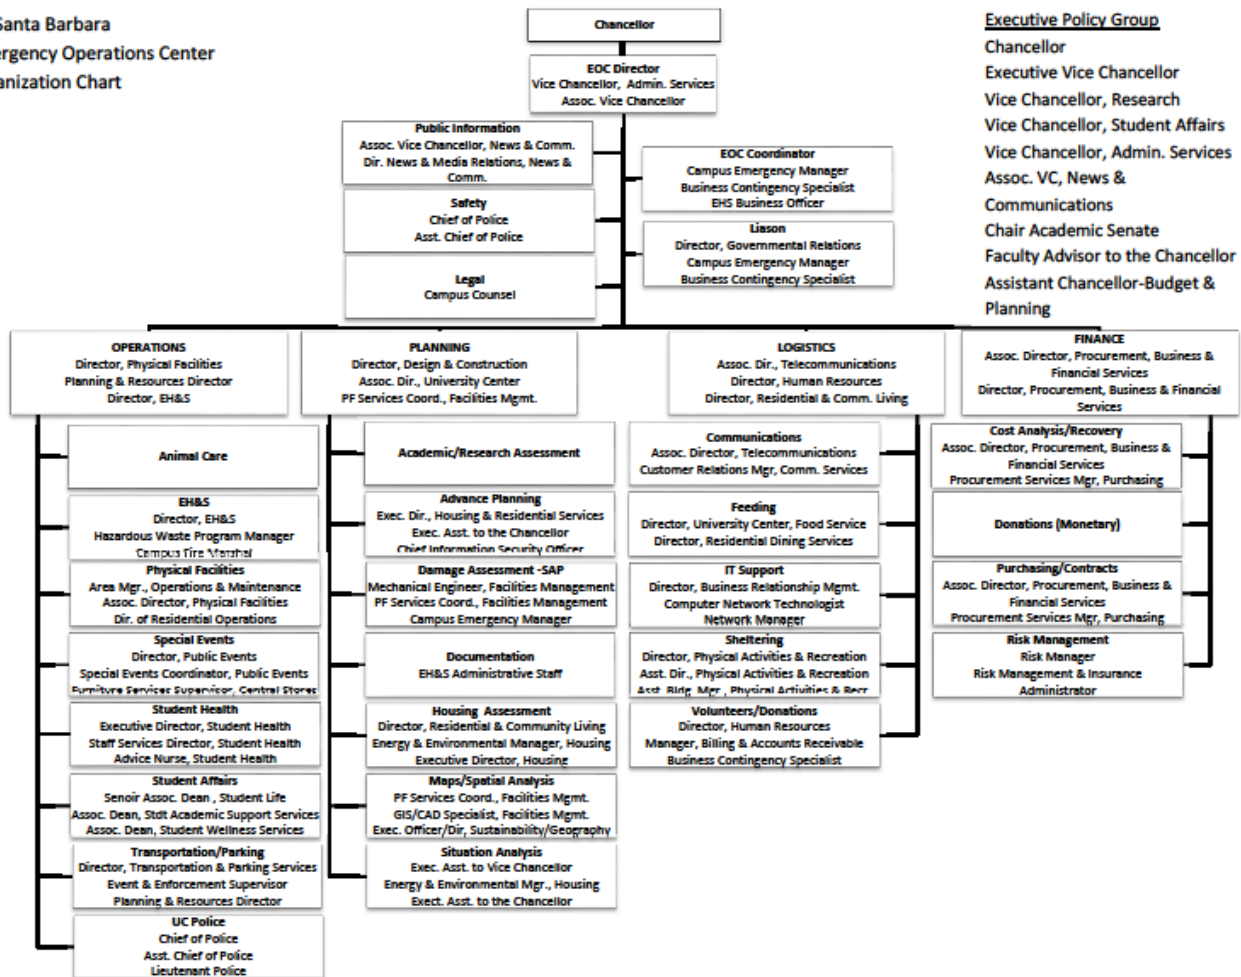 Santa Barbara
ergency Operations Center
anization Chart
Chancellor
EOC Director
Vice Chancellor, Admin. Services
Assoc. Vice Chancellor
Executive Policy Group
Chancellor
Executive Vice Chancellor
Vice Chancellor, Research
Vice Chancellor, Student Affairs
Vice Chancellor, Admin. Services
Assoc. VC, News &
Communications
Chair Academic Senate
Faculty Advisor to the Chancellor
Assistant Chancellor-Budget &
Planning
Public Information
Assoc. Vice Chancellor, News & Comm.
Dir. News & Media Relations, News &
Comm.
Safety
Chief of Police
Asst. Chief of Police
Legal
Campus Counsel
EOC Coordinator
Campus Emergency Manager
Business Contingency Specialist
EHS Business Officer
Liason
Director, Governmental Relations
Campus Emergency Manager
Business Contingency Specialist
OPERATIONS
Director, Physical Facilities
Planning & Resources Director
Director, EH&S
Animal Care
EH&S
Director, EH&S
Hazardous Waste Program Manager
Campus Fire Marshal
Physical Facilities
Area Mgr., Operations & Maintenance
Assoc. Director, Physical Facilities
Dir. of Residential Operations
Special Events
Director, Public Events
Special Events Coordinator, Public Events
Furniture Services Supervisor, Central Stores
Student Health
Executive Director, Student Health
Staff Services Director, Student Health
Advice Nurse, Student Health
Student Affairs
Senoir Assoc. Dean , Student Life
Assoc. Dean, Stdt Academic Support Services
Assoc. Dean, Student Wellness Services
Transportation/Parking
Director, Transportation & Parking Services
Event & Enforcement Supervisor
Planning & Resources Director
UC Police
Chief of Police
Asst. Chief of Police
Lieutenant Police
PLANNING
Director, Design & Construction
Assoc. Dir., University Center
PF Services Coord., Facilities Mgmt.
Academic/Research Assessment
Advance Planning
Exec. Dir., Housing & Residential Services
Exec. Asst. to the Chancellor
Chief Information Security Officer
Damage Assessment -SAP
Mechanical Engineer, Facilities Management
PF Services Coord., Facilities Management
Campus Emergency Manager
Documentation
EH&S Administrative Staff
Housing Assessment
Director, Residential & Community Living
Energy & Environmental Manager, Housing
Executive Director, Housing
Maps/Spatial Analysis
PF Services Coord., Facilities Mgmt.
GIS/CAD Specialist, Facilities Mgmt.
Exec. Officer/Dir, Sustainability/Geography
Situation Analysis
Exec. Asst. to Vice Chancellor
Energy & Environmental Mgr., Housing
Exect. Asst. to the Chancellor
LOGISTICS
Assoc. Dir., Telecommunications
Director, Human Resources
Director, Residential & Comm. Living
Communications
Assoc. Director, Telecommunications
Customer Relations Mgr, Comm. Services
Feeding
Director, University Center, Food Service
Director, Residential Dining Services
IT Support
Director, Business Relationship Mgmt.
Computer Network Technologist
Network Manager
Sheltering
Director, Physical Activities & Recreation
Asst. Dir., Physical Activities & Recreation
Asst. Bldg. Mgr., Physical Activities & Recr.
Volunteers/Donations
Director, Human Resources
Manager, Billing & Accounts Receivable
Business Contingency Specialist
FINANCE
Assoc. Director, Procurement, Business &
Financial Services
Director, Procurement, Business & Financial
Services
Cost Analysis/Recovery
Assoc. Director, Procurement, Business &
Financial Services
Procurement Services Mgr, Purchasing
Donations (Monetary)
Purchasing/Contracts
Assoc. Director, Procurement, Business &
Financial Services
Procurement Services Mgr, Purchasing
Risk Management
Risk Manager
Risk Management & Insurance
Administrator